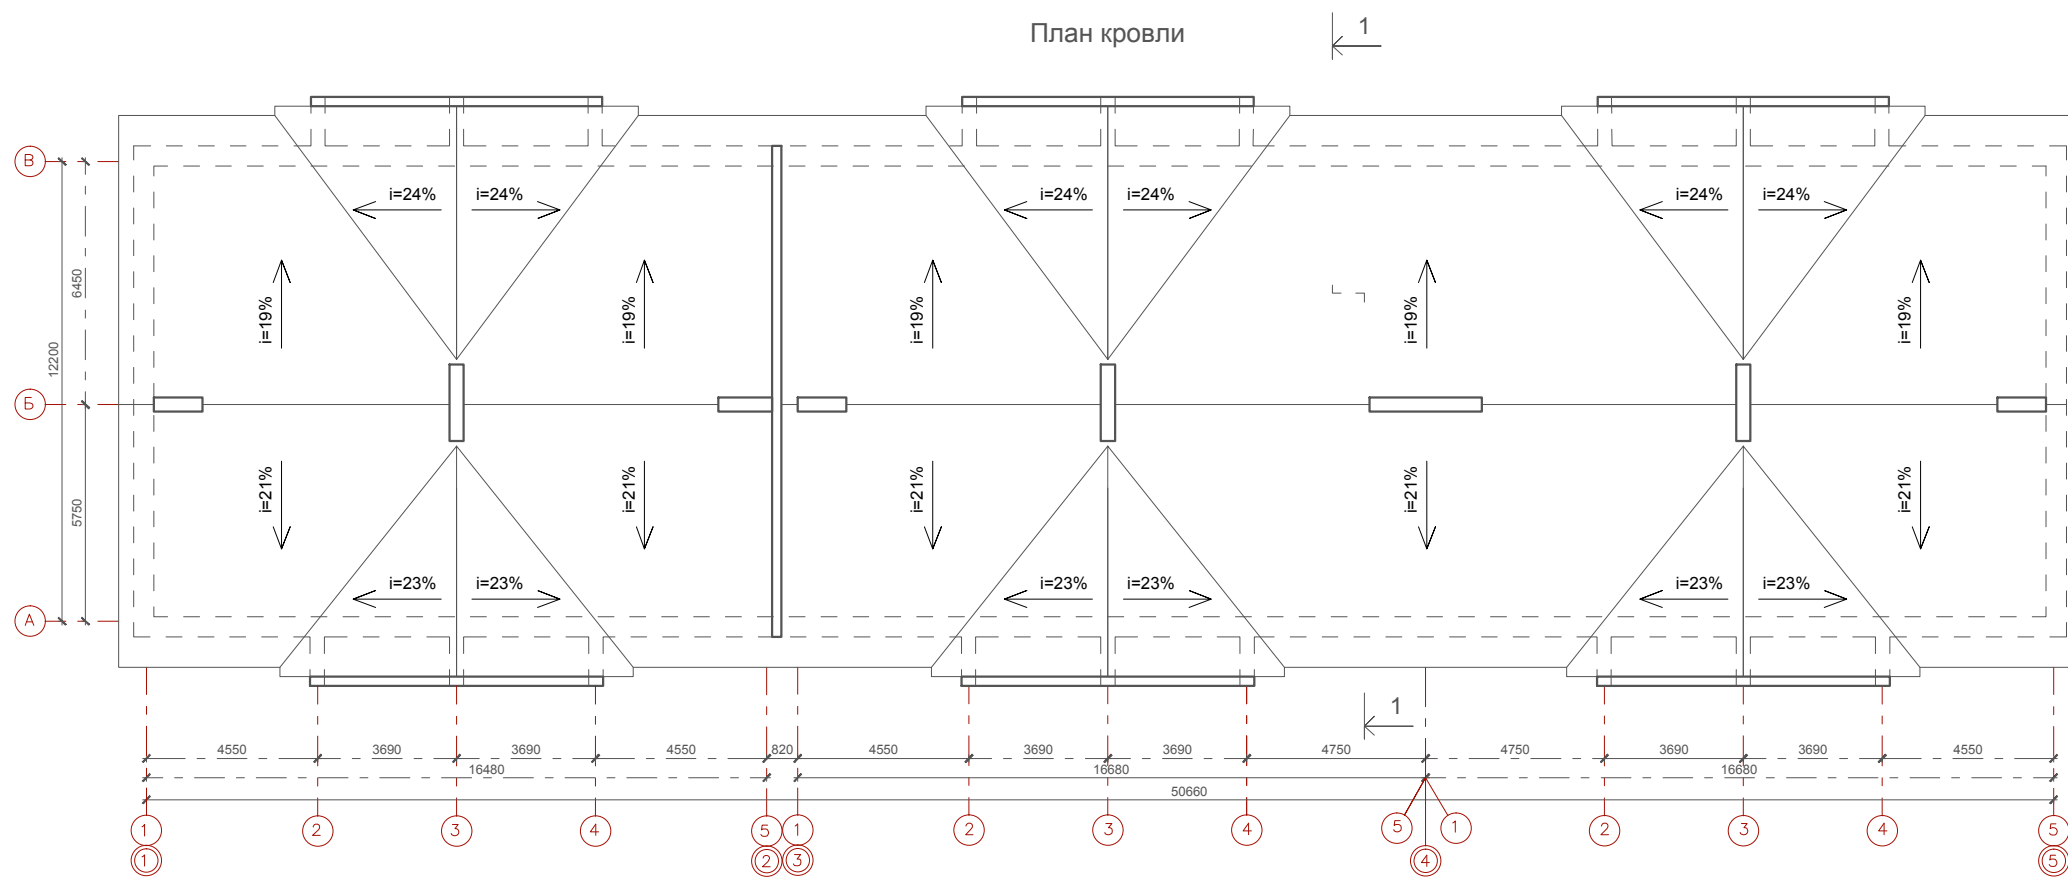 План кровли
1
В
Б
А
6450
12200
5750
i=24% i=24% i=24% i=24% i=24% i=24%
i=19% i=19% i=19% i=19% i=19%
i=21% i=21% i=21% i=21% i=21%
i=23% i=23% i=23% i=23% i=23% i=23%
1
4550 3690 3690 4550 820 4550 3690 3690 4750 4750 3690 3690 4550
16480 16680 16680
50660
1 2 3 4 5 1 2 3 4 5 1 2 3 4 5
1 2 3 4 5